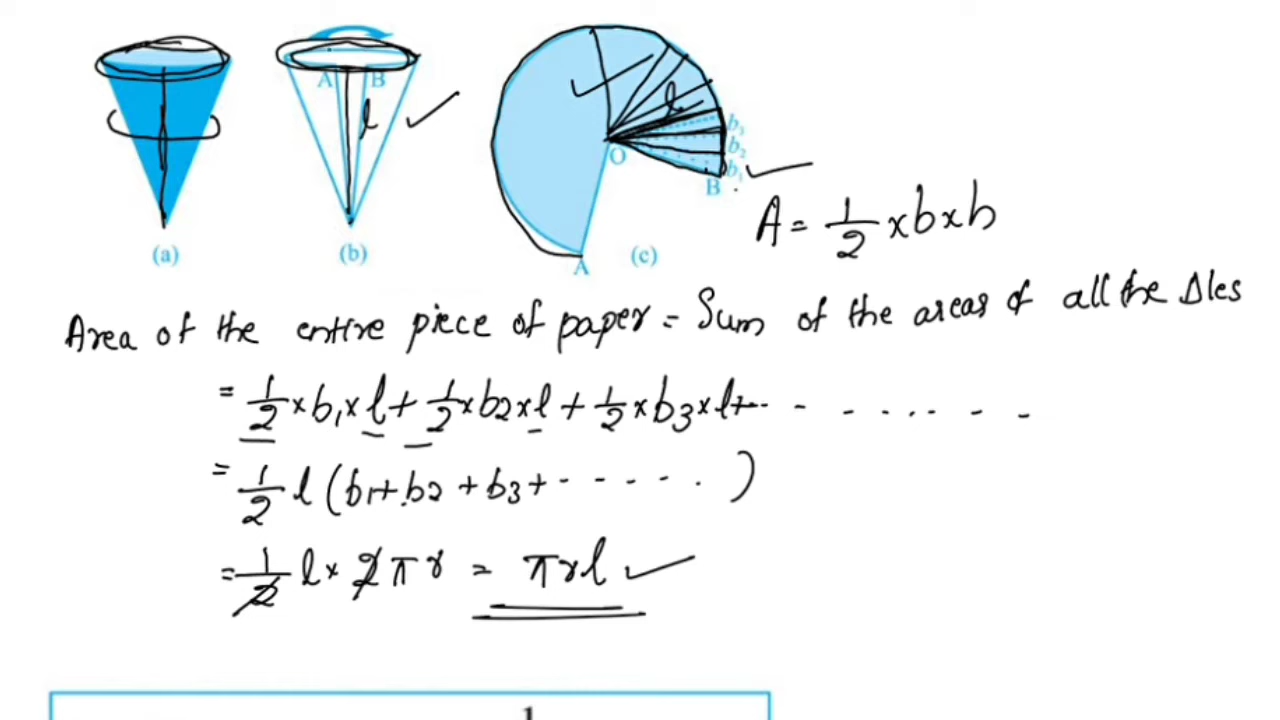 A B l
O l b₃ b₂ b₁ B A
(a) (b) (c)
A = 1/2 × b × h
Area of the entire piece of paper = Sum of the areas of all the Δles
= 1/2 × b₁ × l + 1/2 × b2 × l + 1/2 × b3 × l + - - - - - - - -
= 1/2 l (b1 + b2 + b3 + - - - - - - )
= 1/2 l × 2πr = πrl
1